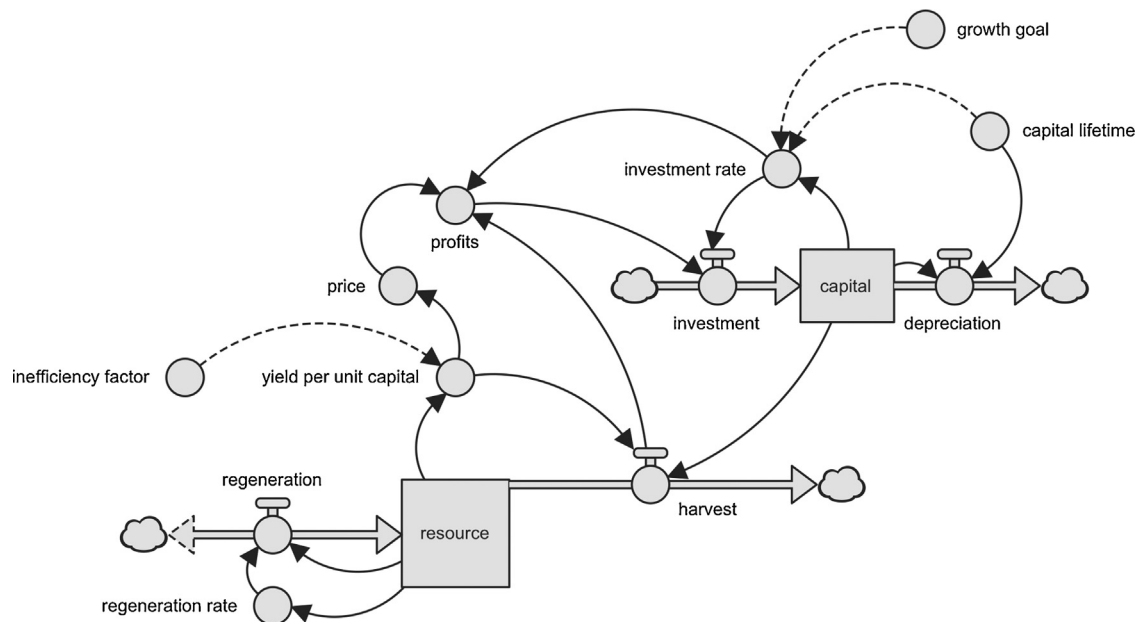 growth goal
capital lifetime
investment rate
profits
price
capital
investment
depreciation
inefficiency factor
yield per unit capital
regeneration
harvest
resource
regeneration rate